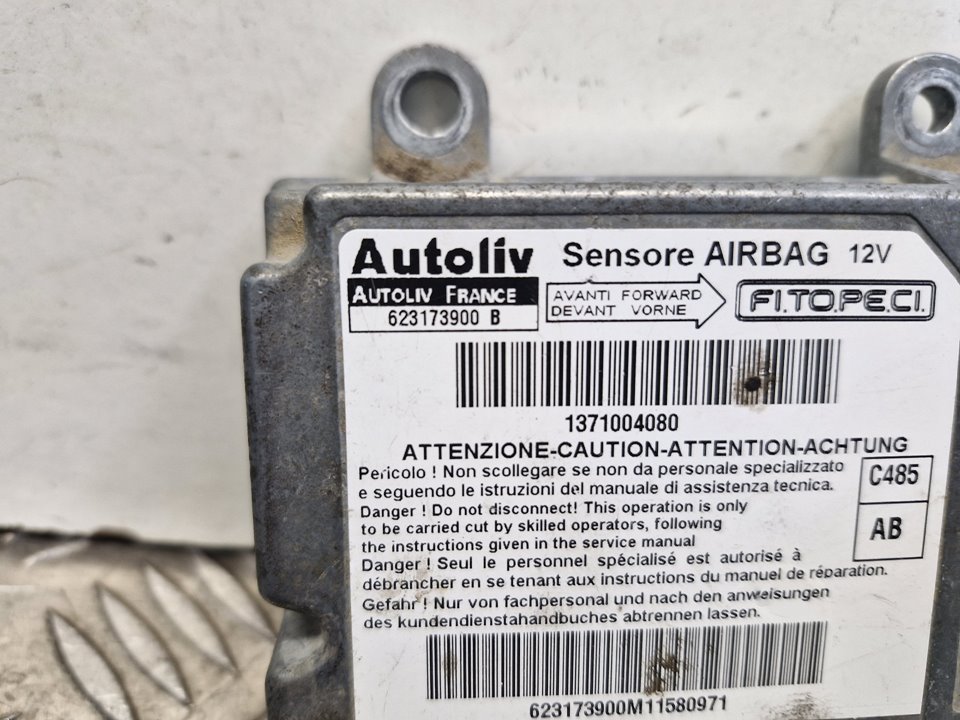 Autoliv Sensore AIRBAG 12V
AUTOLIV FRANCE
623173900 B
AVANTI FORWARD
DEVANT VORNE
FI.TO.PE.CI.
1371004080
ATTENZIONE-CAUTION-ATTENTION-ACHTUNG
Pericolo ! Non scollegare se non da personale specializzato
e seguendo le istruzioni del manuale di assistenza tecnica.
Danger ! Do not disconnect! This operation is only
to be carried cut by skilled operators, following
the instructions given in the service manual
Danger ! Seul le personnel spécialisé est autorisé à
débrancher en se tenant aux instructions du manuel de réparation.
Gefahr ! Nur von fachpersonal und nach den anweisungen
des kundendienstahandbuches abtrennen lassen.
C485
AB
623173900M11580971